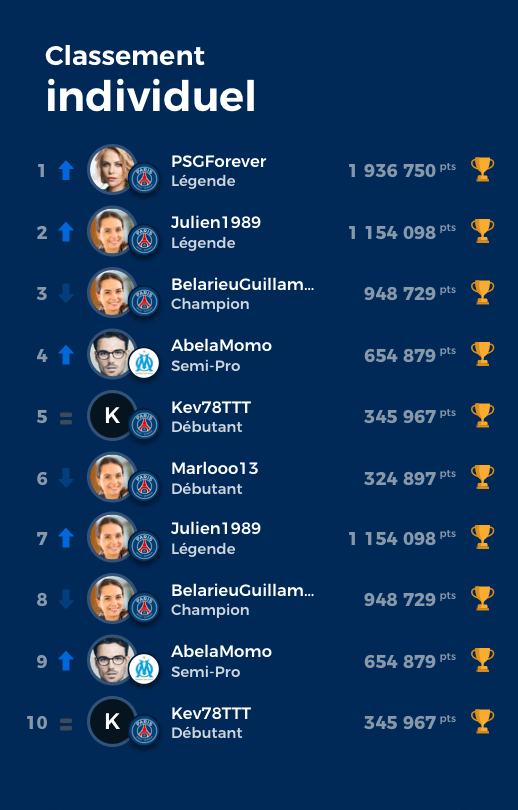 Classement
individuel
1 PSGForever 1 936 750 pts
Légende
2 Julien1989 1 154 098 pts
Légende
3 BelarieuGuillam... 948 729 pts
Champion
4 AbelaMomo 654 879 pts
Semi-Pro
5 = K Kev78TTT 345 967 pts
Débutant
6 Marlooo13 324 897 pts
Débutant
7 Julien1989 1 154 098 pts
Légende
8 BelarieuGuillam... 948 729 pts
Champion
9 AbelaMomo 654 879 pts
Semi-Pro
10 = K Kev78TTT 345 967 pts
Débutant